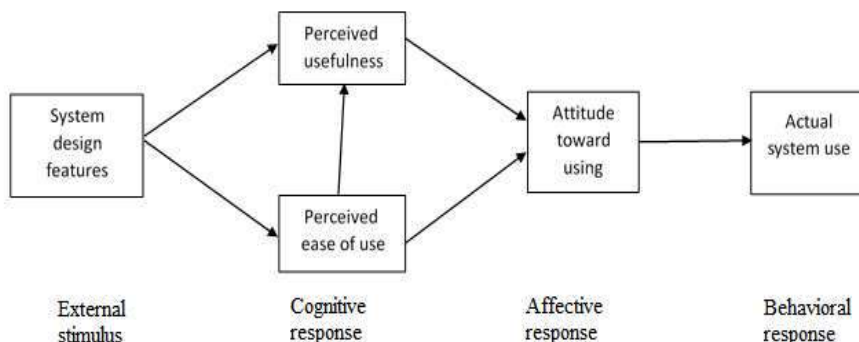 Perceived
usefulness
System
design
features
Attitude
toward
using
Actual
system use
Perceived
ease of use
External
stimulus
Cognitive
response
Affective
response
Behavioral
response